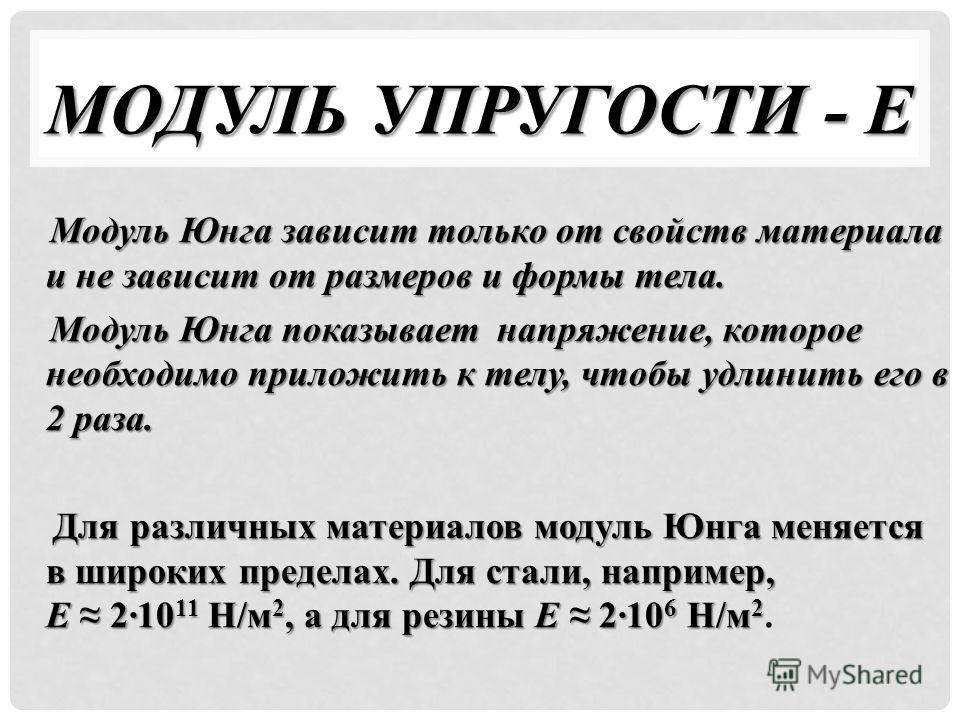 МОДУЛЬ УПРУГОСТИ - Е
Модуль Юнга зависит только от свойств материала
и не зависит от размеров и формы тела.
Модуль Юнга показывает напряжение, которое
необходимо приложить к телу, чтобы удлинить его в
2 раза.
Для различных материалов модуль Юнга меняется
в широких пределах. Для стали, например,
E ≈ 2·10¹¹ Н/м², а для резины E ≈ 2·10⁶ Н/м².
MyShared